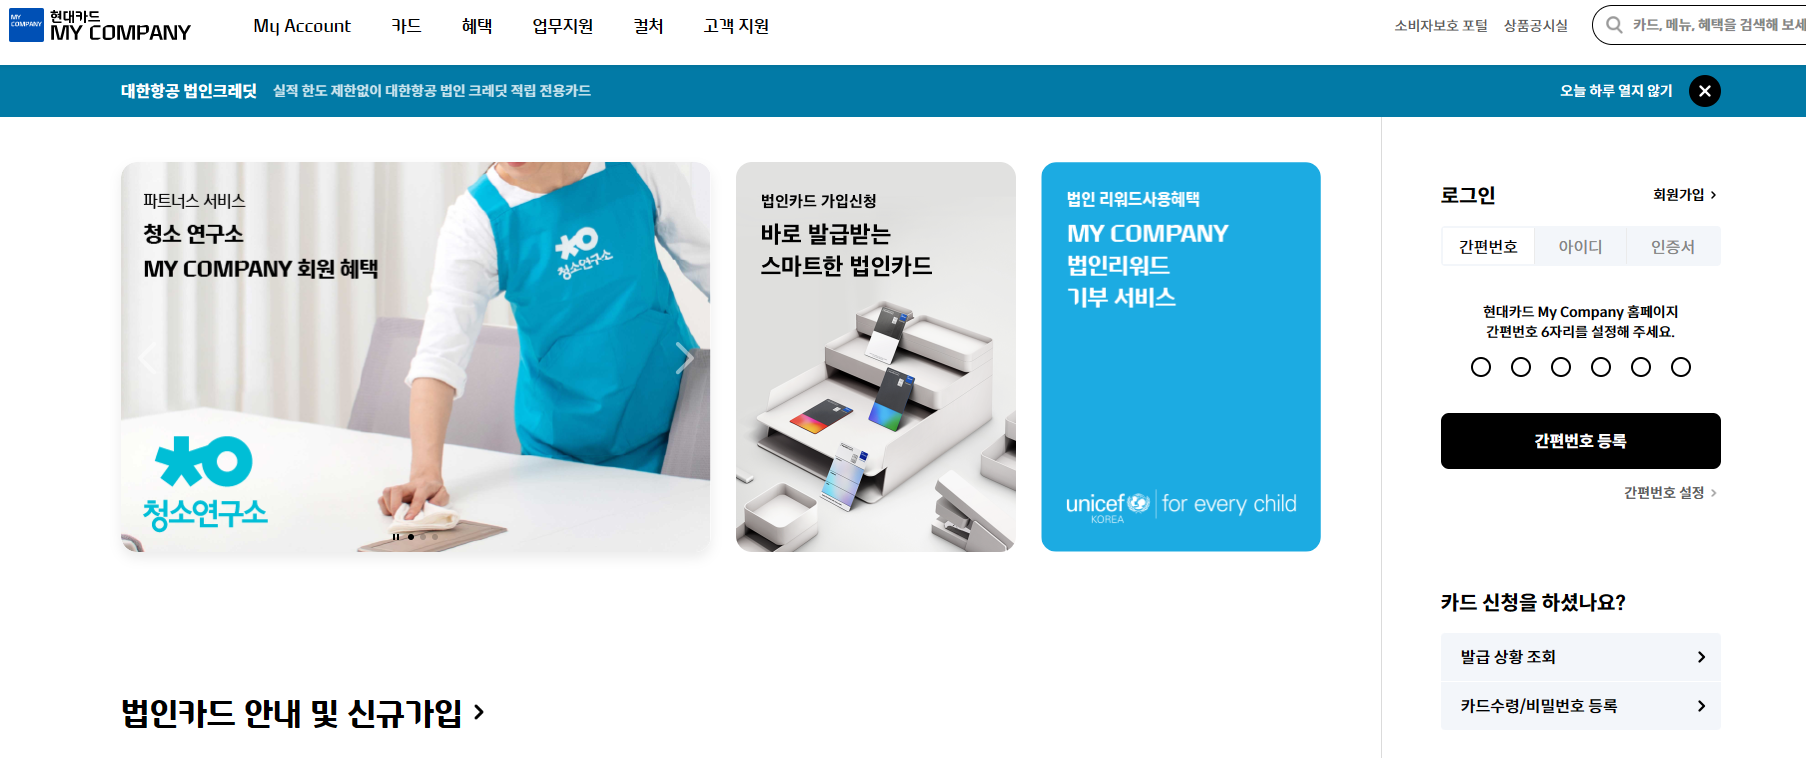 MY
COMPANY
현대카드
MY COMPANY
My Account
카드
혜택
업무지원
컬처
고객 지원
소비자보호 포털
상품공시실
카드, 메뉴, 혜택을 검색해 보세
대한항공 법인크레딧
실적 한도 제한없이 대한항공 법인 크레딧 적립 전용카드
오늘 하루 열지 않기
파트너스 서비스
청소 연구소
MY COMPANY 회원 혜택
청소연구소
청소연구소
법인카드 가입신청
바로 발급받는
스마트한 법인카드
법인 리워드사용혜택
MY COMPANY
법인리워드
기부 서비스
unicef
KOREA
for every child
로그인
회원가입
간편번호
아이디
인증서
현대카드 My Company 홈페이지
간편번호 6자리를 설정해 주세요.
간편번호 등록
간편번호 설정
카드 신청을 하셨나요?
발급 상황 조회
카드수령/비밀번호 등록
법인카드 안내 및 신규가입